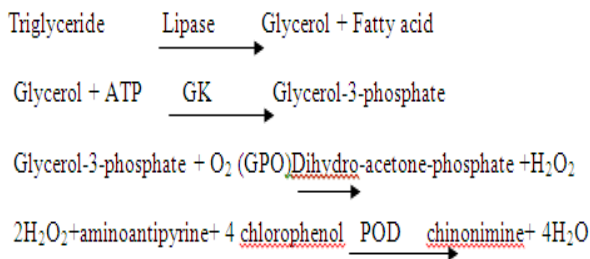 Triglyceride Lipase Glycerol + Fatty acid
Glycerol + ATP GK Glycerol-3-phosphate
Glycerol-3-phosphate + O₂ (GPO)Dihydro-acetone-phosphate +H₂O₂
2H₂O₂+aminoantipyrine+ 4 chlorophenol POD chinonimine+ 4H₂O